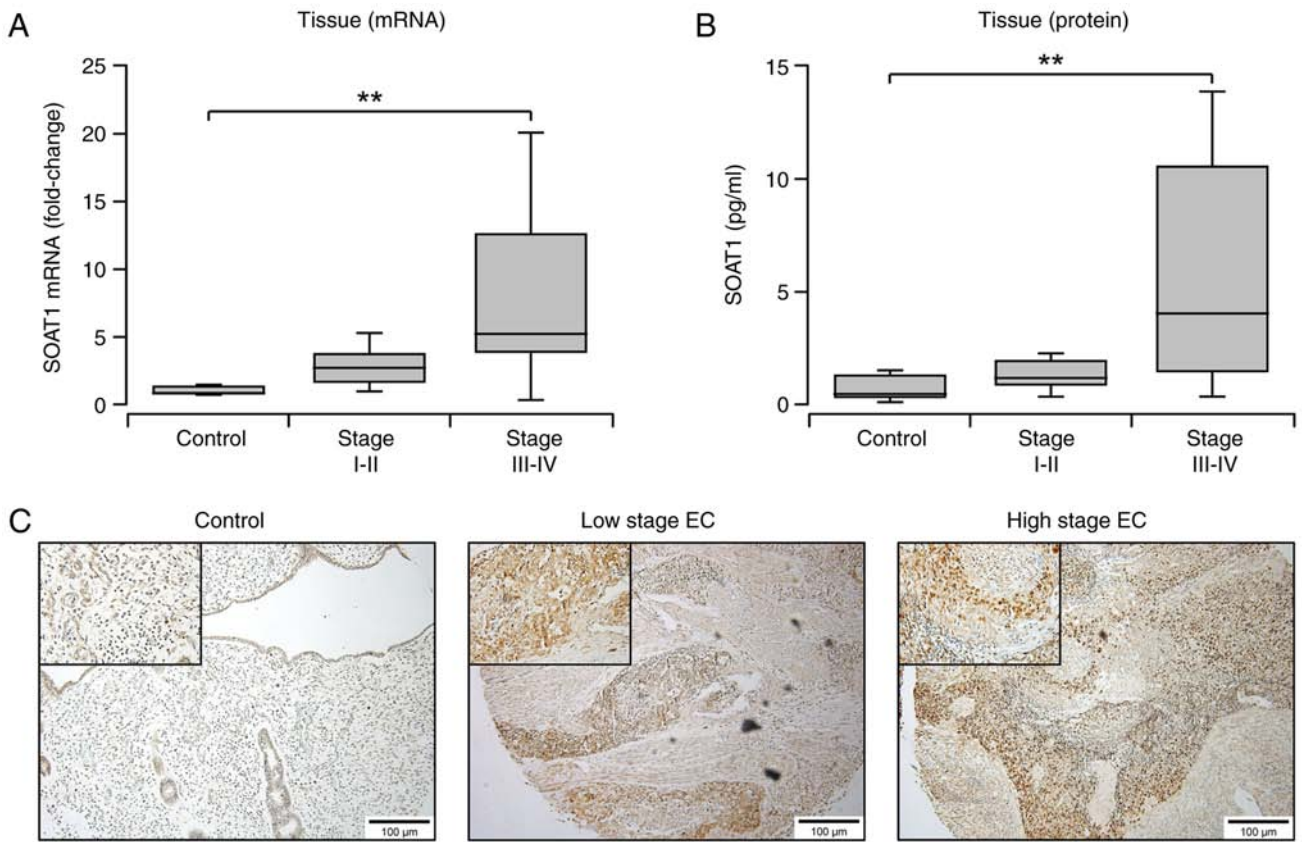 A
Tissue (mRNA)
SOAT1 mRNA (fold-change)
25
20
15
10
5
0
**
Control
Stage
I-II
Stage
III-IV
B
Tissue (protein)
SOAT1 (pg/ml)
15
10
5
0
**
Control
Stage
I-II
Stage
III-IV
C
Control
Low stage EC
High stage EC
100 µm
100 µm
100 µm